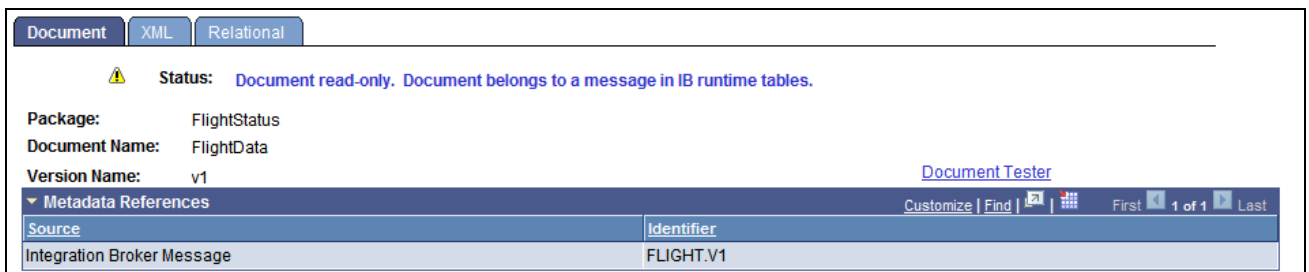 Document XML Relational
Status: Document read-only. Document belongs to a message in IB runtime tables.
Package: FlightStatus
Document Name: FlightData
Version Name: v1 Document Tester
Metadata References Customize | Find | | First 1 of 1 Last
Source Identifier
Integration Broker Message FLIGHT.V1